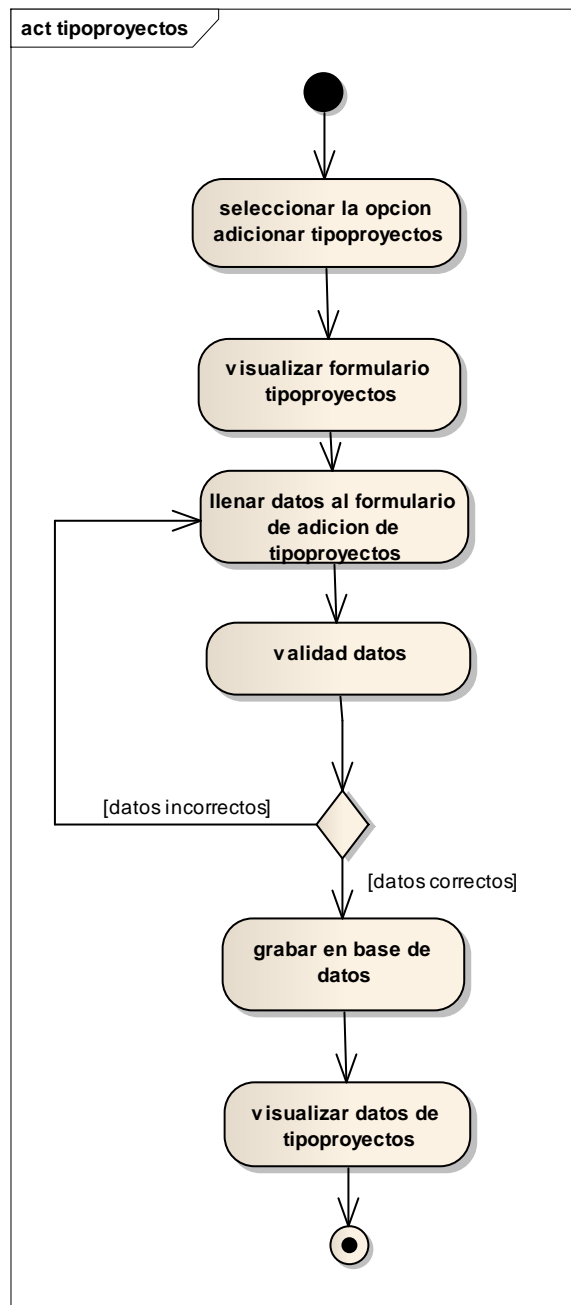 act tipoproyectos
seleccionar la opcion
adicionar tipoproyectos
visualizar formulario
tipoproyectos
llenar datos al formulario
de adicion de
tipoproyectos
validad datos
[datos incorrectos]
[datos correctos]
grabar en base de
datos
visualizar datos de
tipoproyectos